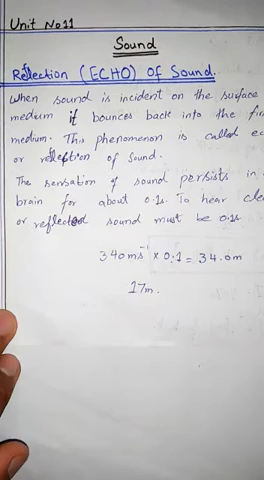 Unit No 11
Sound
Reflection (ECHO) Of Sound.
When sound is incident on the surface
medium it bounces back into the
medium. This phenomenon is called
or reflection of sound.
The sensation of sound persists in
brain for about 0.1s. To hear
or reflected sound must be 0.1s
340ms⁻¹ × 0.1 = 34.0m
17m.